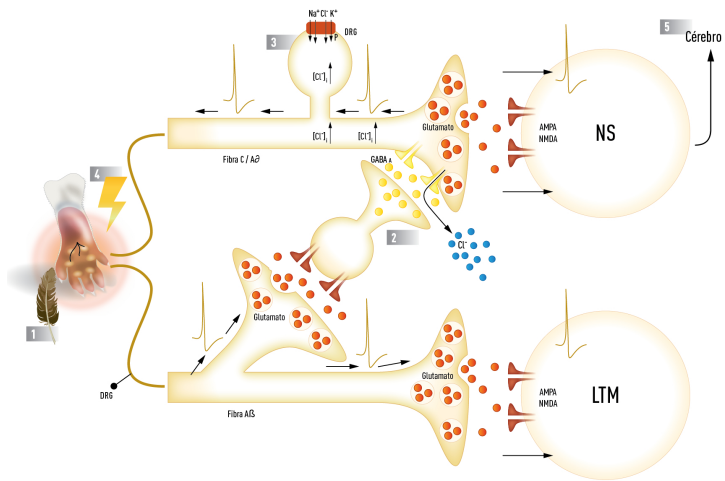 Na⁺ Cl⁻ K⁺
P
DRG
3
[Cl⁻]i
5
Cérebro
Glutamato
AMPA
NMDA
NS
[Cl⁻]i
[Cl⁻]i
Fibra C / A∂
GABA A
4
2
Cl⁻
1
Glutamato
DRG
Fibra Aß
Glutamato
AMPA
NMDA
LTM